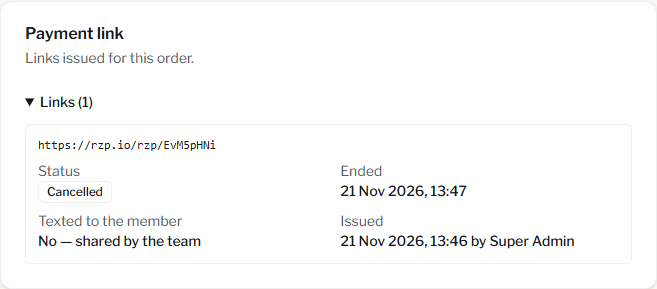 Payment link
Links issued for this order.
▼ Links (1)
https://rzp.io/rzp/EvM5pHNi
Status
Cancelled
Ended
21 Nov 2026, 13:47
Texted to the member
No — shared by the team
Issued
21 Nov 2026, 13:46 by Super Admin